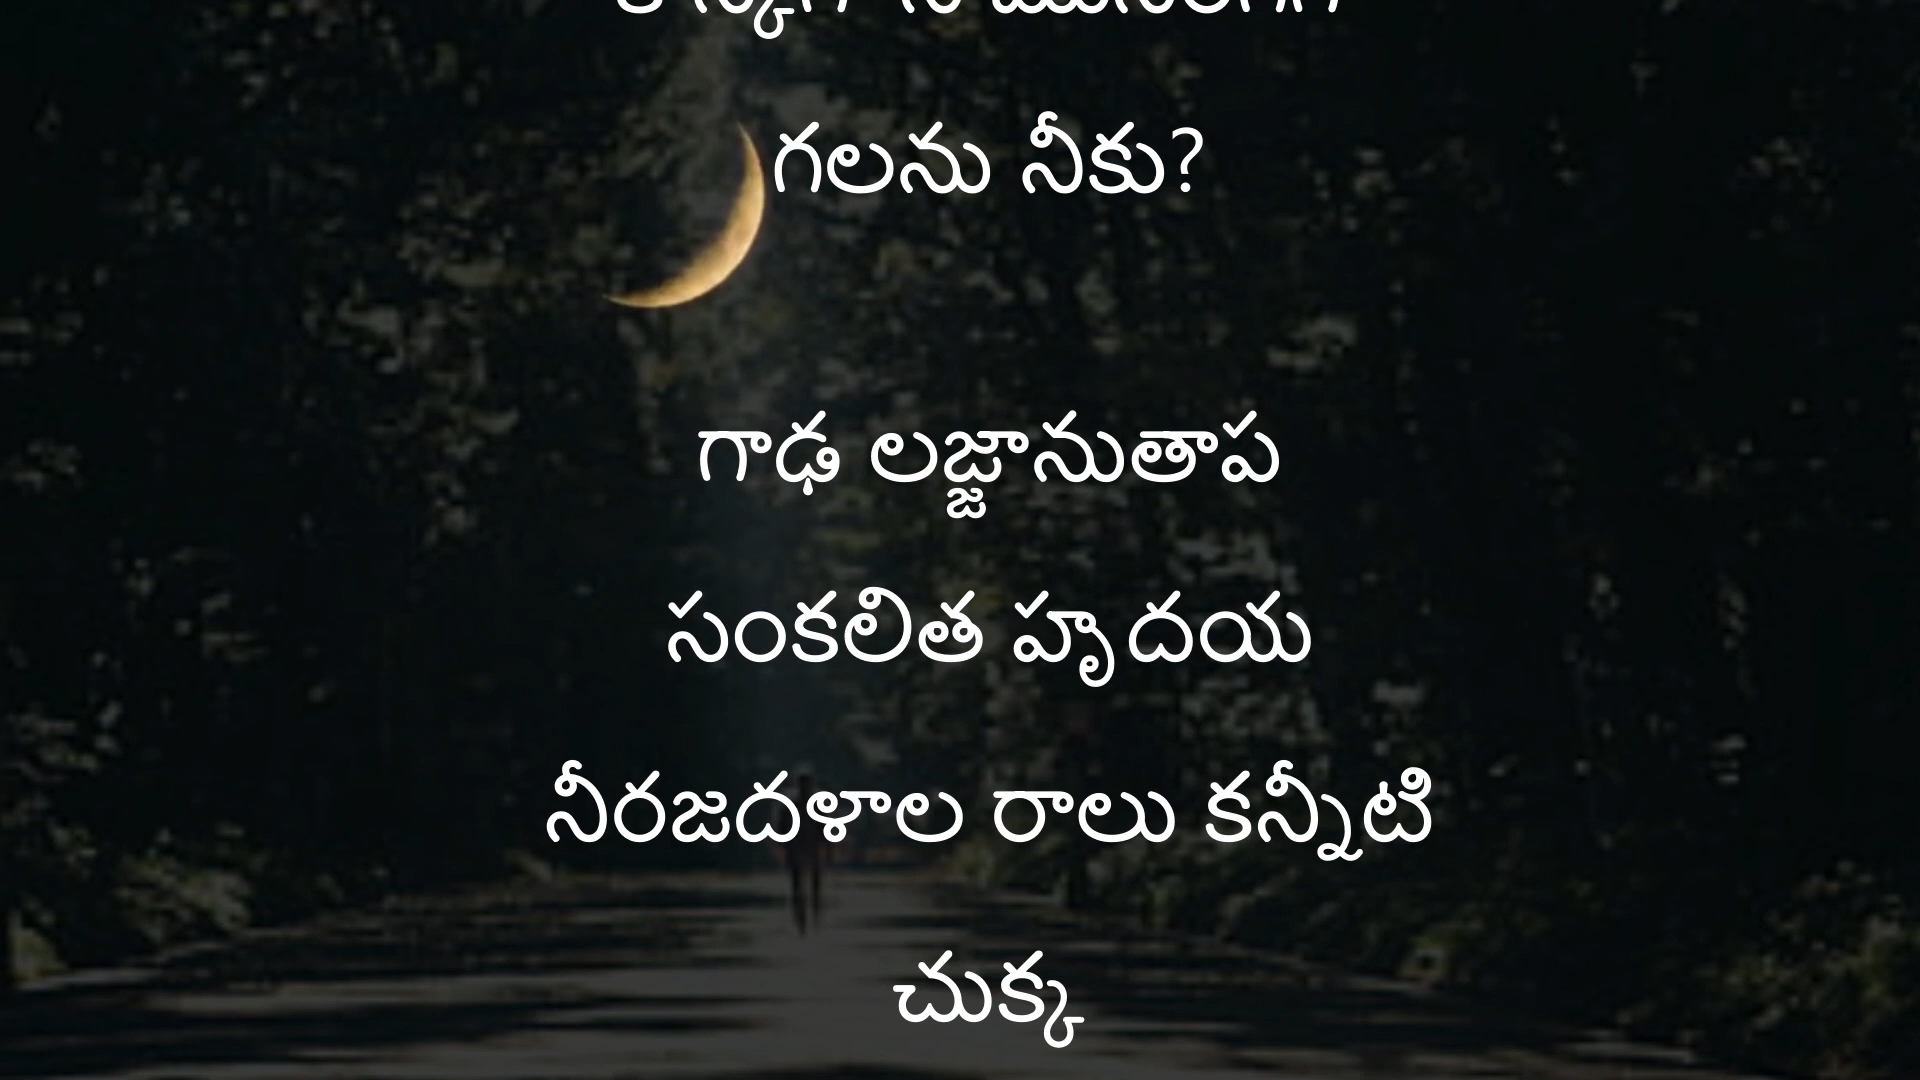 గలను నీకు?
గాఢ లజ్జానుతాప
సంకలిత హృదయ
నీరజదళాల రాలు కన్నీటి
చుక్క